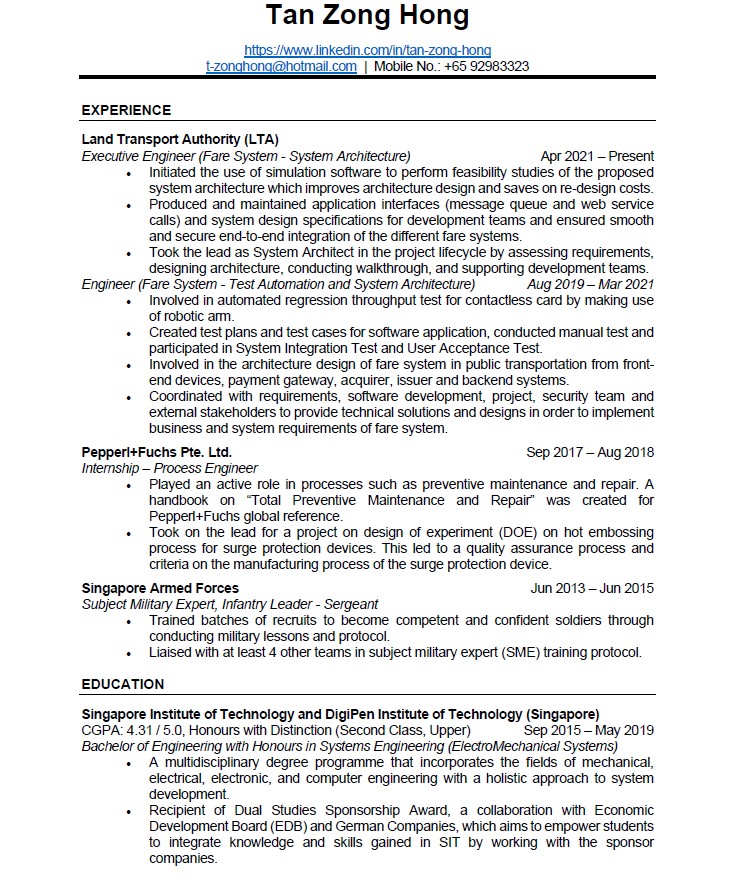 Tan Zong Hong
https://www.linkedin.com/in/tan-zong-hong
t-zonghong@hotmail.com | Mobile No.: +65 92983323
EXPERIENCE
Land Transport Authority (LTA)
Executive Engineer (Fare System - System Architecture) Apr 2021 – Present
• Initiated the use of simulation software to perform feasibility studies of the proposed
system architecture which improves architecture design and saves on re-design costs.
• Produced and maintained application interfaces (message queue and web service
calls) and system design specifications for development teams and ensured smooth
and secure end-to-end integration of the different fare systems.
• Took the lead as System Architect in the project lifecycle by assessing requirements,
designing architecture, conducting walkthrough, and supporting development teams.
Engineer (Fare System - Test Automation and System Architecture) Aug 2019 – Mar 2021
• Involved in automated regression throughput test for contactless card by making use
of robotic arm.
• Created test plans and test cases for software application, conducted manual test and
participated in System Integration Test and User Acceptance Test.
• Involved in the architecture design of fare system in public transportation from front-
end devices, payment gateway, acquirer, issuer and backend systems.
• Coordinated with requirements, software development, project, security team and
external stakeholders to provide technical solutions and designs in order to implement
business and system requirements of fare system.
Pepperl+Fuchs Pte. Ltd. Sep 2017 – Aug 2018
Internship – Process Engineer
• Played an active role in processes such as preventive maintenance and repair. A
handbook on “Total Preventive Maintenance and Repair” was created for
Pepperl+Fuchs global reference.
• Took on the lead for a project on design of experiment (DOE) on hot embossing
process for surge protection devices. This led to a quality assurance process and
criteria on the manufacturing process of the surge protection device.
Singapore Armed Forces Jun 2013 – Jun 2015
Subject Military Expert, Infantry Leader - Sergeant
• Trained batches of recruits to become competent and confident soldiers through
conducting military lessons and protocol.
• Liaised with at least 4 other teams in subject military expert (SME) training protocol.
EDUCATION
Singapore Institute of Technology and DigiPen Institute of Technology (Singapore)
CGPA: 4.31 / 5.0, Honours with Distinction (Second Class, Upper) Sep 2015 – May 2019
Bachelor of Engineering with Honours in Systems Engineering (ElectroMechanical Systems)
• A multidisciplinary degree programme that incorporates the fields of mechanical,
electrical, electronic, and computer engineering with a holistic approach to system
development.
• Recipient of Dual Studies Sponsorship Award, a collaboration with Economic
Development Board (EDB) and German Companies, which aims to empower students
to integrate knowledge and skills gained in SIT by working with the sponsor
companies.